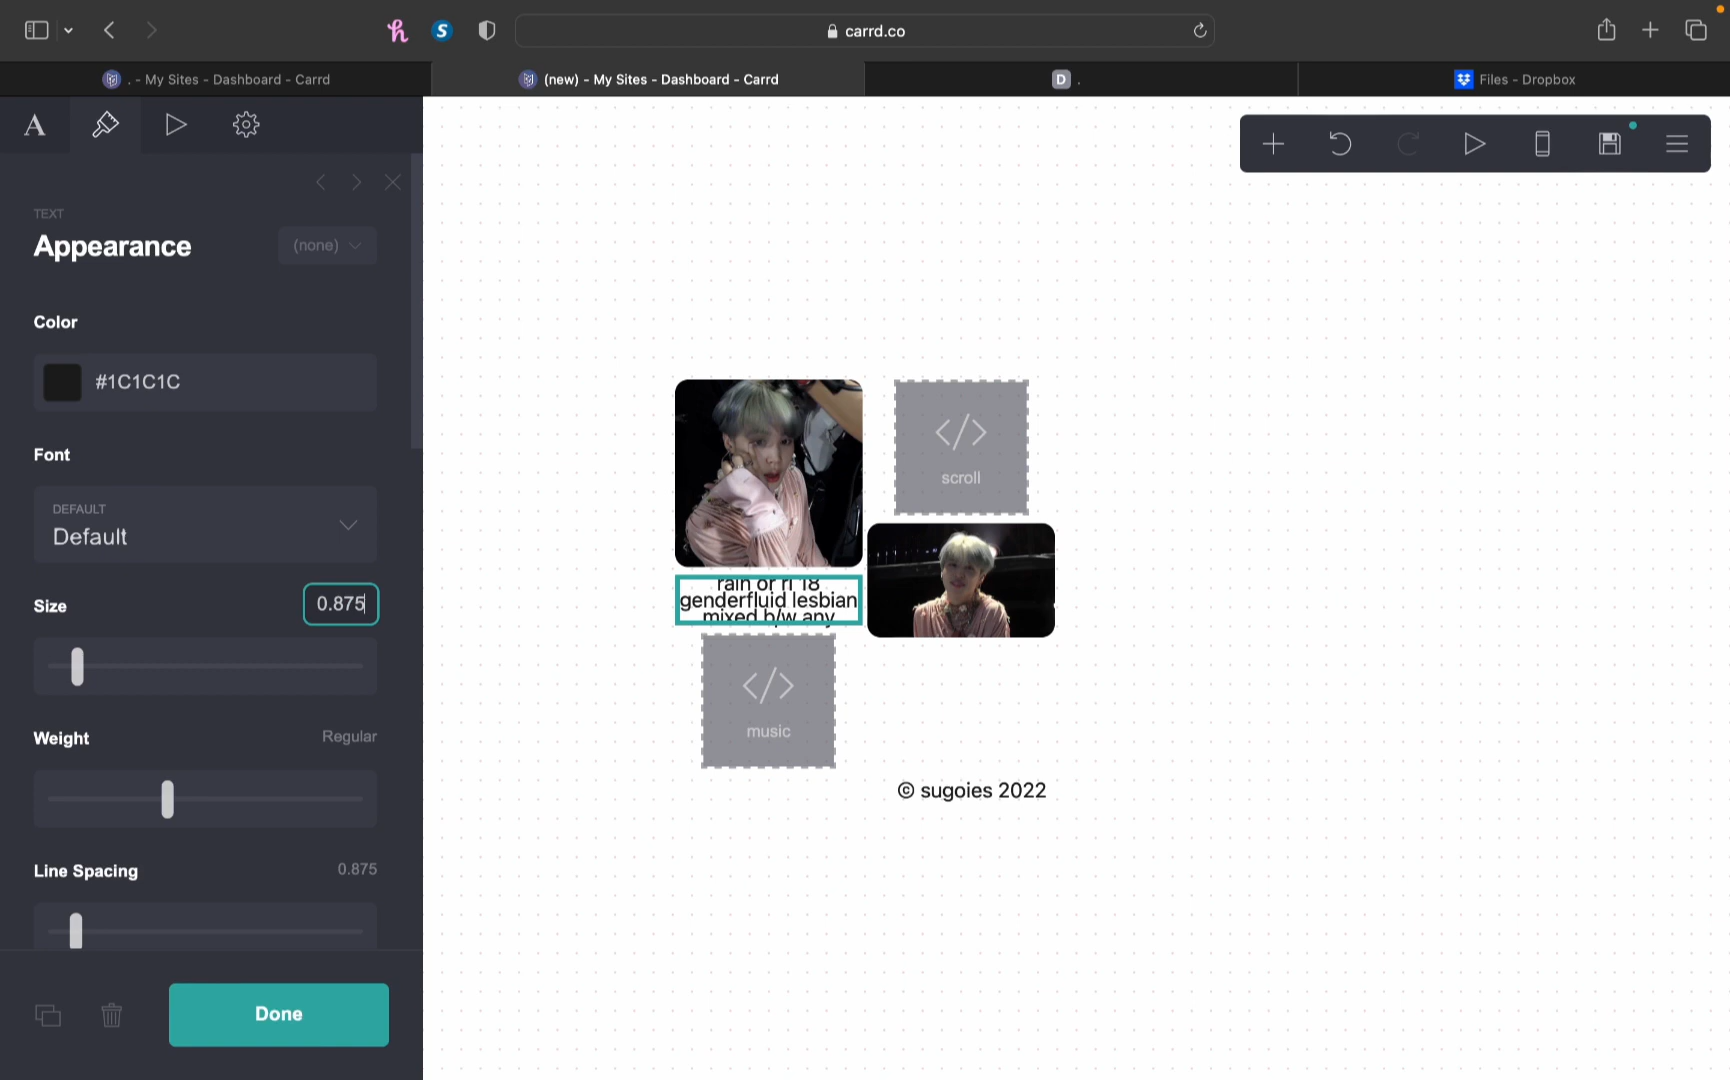 carrd.co
. - My Sites - Dashboard - Carrd
(new) - My Sites - Dashboard - Carrd
D .
Files - Dropbox
A
TEXT
Appearance
(none)
Color
#1C1C1C
Font
DEFAULT
Default
Size
0.875
Weight
Regular
Line Spacing
0.875
Done
</> scroll
rain or ri 18
genderfluid lesbian
mixed b/w any
</> music
© sugoies 2022